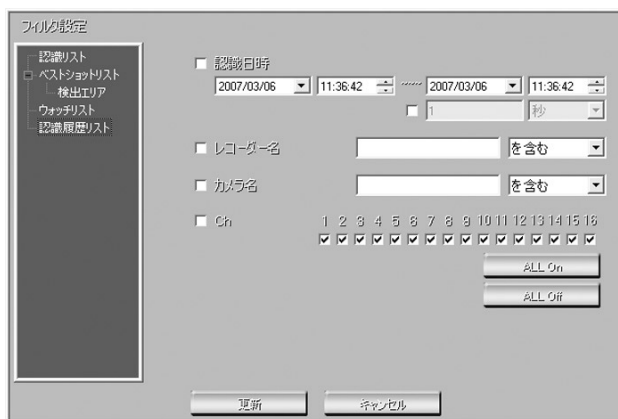 フィルタ設定
認識リスト
ベストショットリスト
検出エリア
ウォッチリスト
認識履歴リスト
認識日時
2007/03/06 11:36:42 ~~~ 2007/03/06 11:36:42
1 秒
レコーダー名 を含む
カメラ名 を含む
Ch 1 2 3 4 5 6 7 8 9 10 11 12 13 14 15 16
ALL On
ALL Off
更新 キャンセル